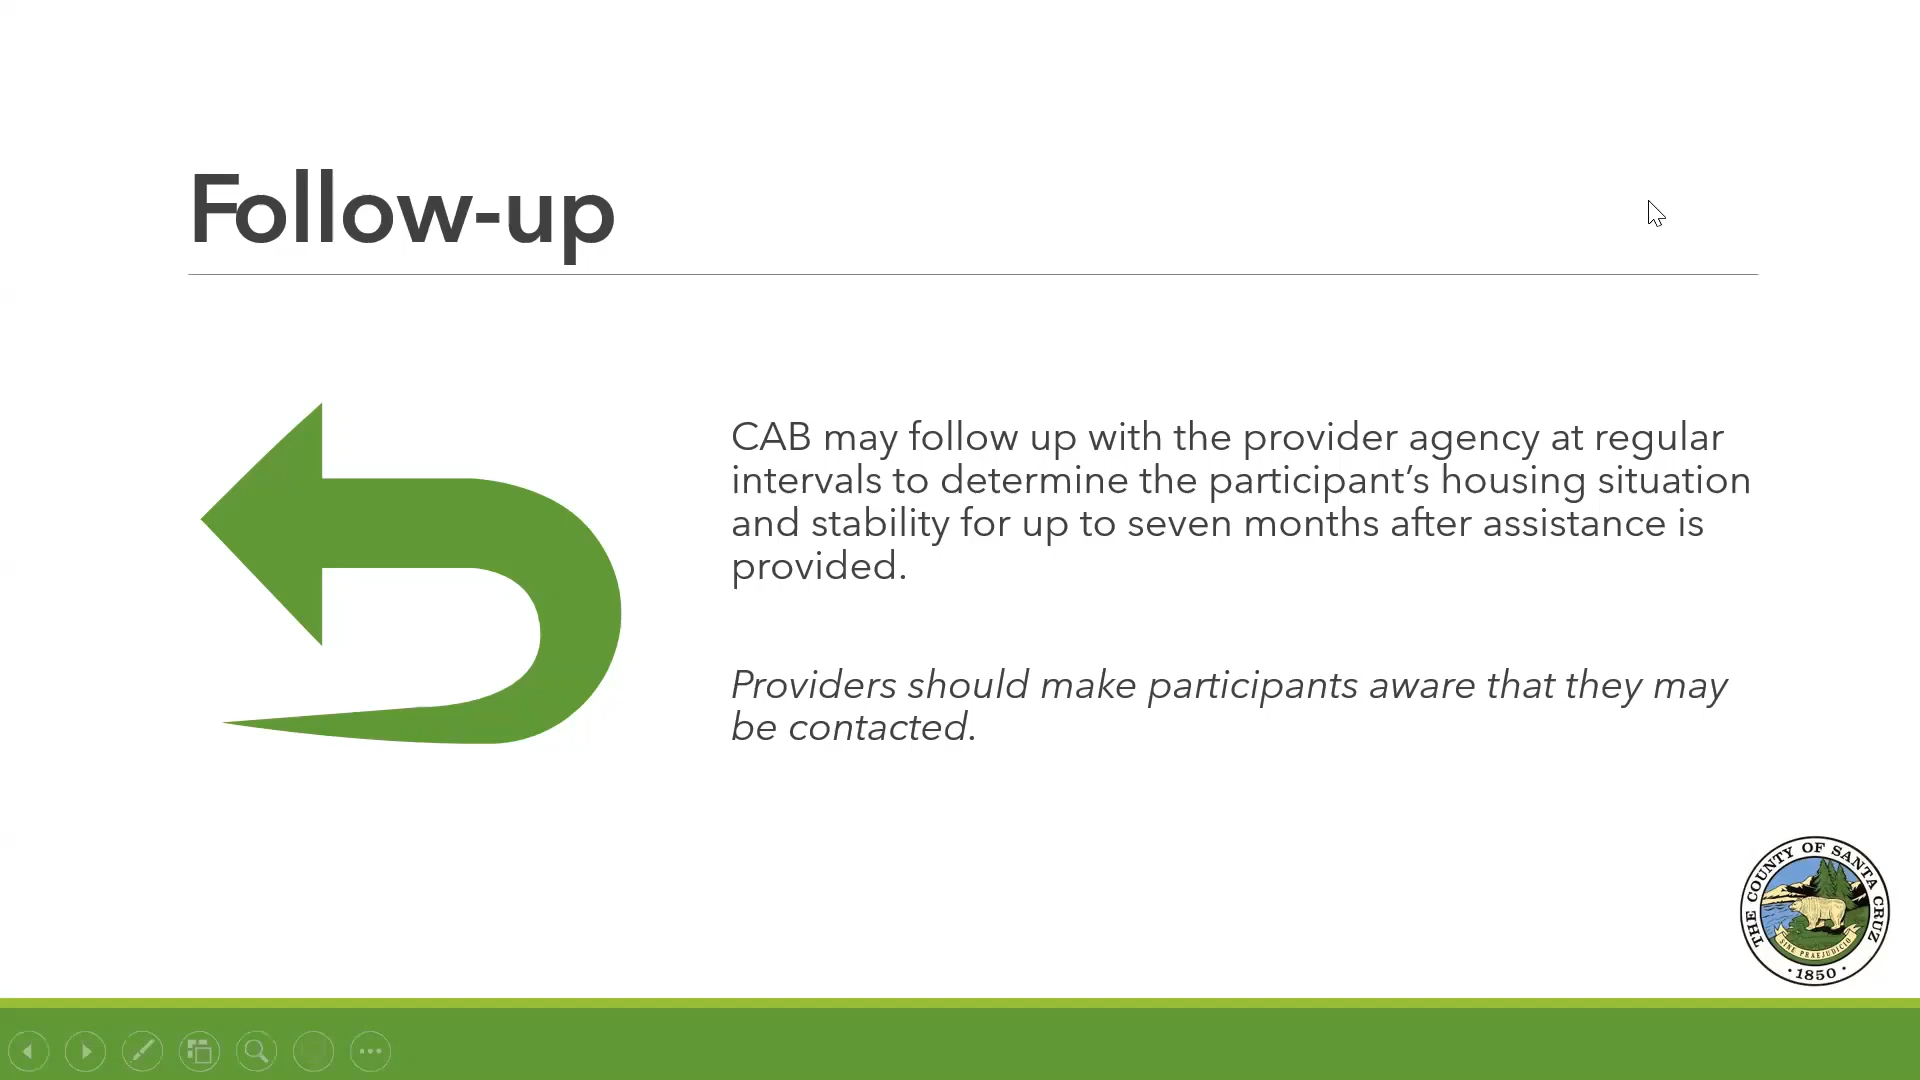 Follow-up
CAB may follow up with the provider agency at regular
intervals to determine the participant’s housing situation
and stability for up to seven months after assistance is
provided.
Providers should make participants aware that they may
be contacted.
THE COUNTY OF SANTA CRUZ
SINE PRAEJUDICIO
· 1850 ·